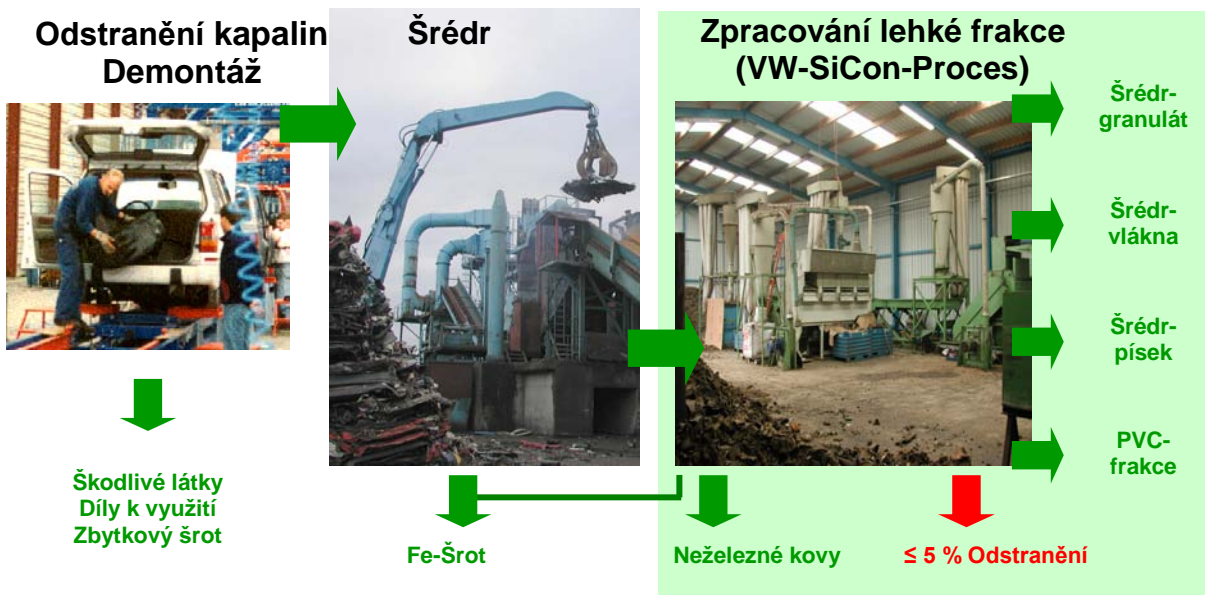 Odstranění kapalin
Demontáž
Šrédr
Zpracování lehké frakce
(VW-SiCon-Proces)
Šrédr-
granulát
Šrédr-
vlákna
Šrédr-
písek
PVC-
frakce
Škodlivé látky
Díly k využití
Zbytkový šrot
Fe-Šrot
Neželezné kovy
≤ 5 % Odstranění